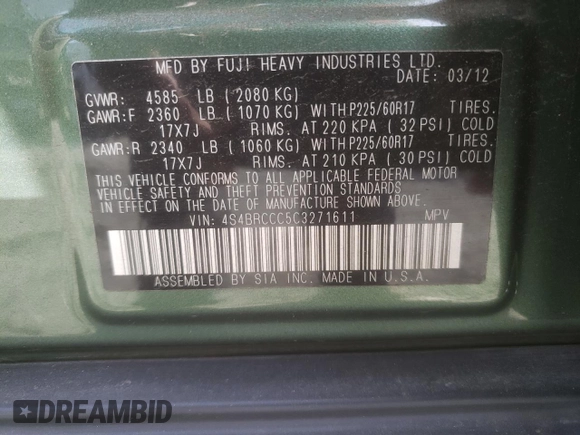 MFD BY FUJI HEAVY INDUSTRIES LTD.
DATE: 03/12
GVWR: 4585 LB ( 2080 KG)
GAWR:F 2360 LB ( 1070 KG) WITH P225/60R17 TIRES.
17X7J RIMS. AT 220 KPA ( 32 PSI) COLD
GAWR:R 2340 LB ( 1060 KG) WITH P225/60R17 TIRES.
17X7J RIMS. AT 210 KPA ( 30 PSI) COLD
THIS VEHICLE CONFORMS TO ALL APPLICABLE FEDERAL MOTOR
VEHICLE SAFETY AND THEFT PREVENTION STANDARDS
IN EFFECT ON THE DATE OF MANUFACTURE SHOWN ABOVE.
VIN: 4S4BRCCC5C3271611 MPV
ASSEMBLED BY SIA INC. MADE IN U.S.A.
DREAMBID